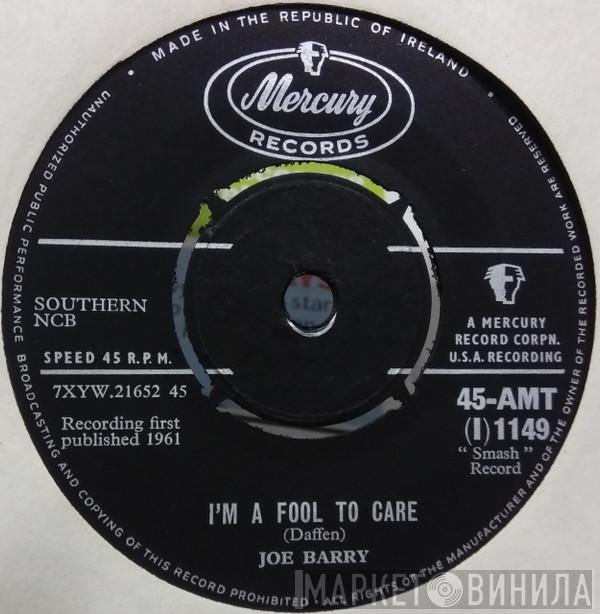 MADE IN THE REPUBLIC OF IRELAND
Mercury
RECORDS
UNAUTHORIZED PUBLIC PERFORMANCE BROADCASTING AND COPYING OF THIS RECORD PROHIBITED
ALL RIGHTS OF THE MANUFACTURER AND OF THE OWNER OF THE RECORDED WORK ARE RESERVED
SOUTHERN
NCB
SPEED 45 R.P.M.
7XYW.21652 45
Recording first
published 1961
star
A MERCURY
RECORD CORPN.
U.S.A. RECORDING
45-AMT
(I) 1149
"Smash"
Record
I'M A FOOL TO CARE
(Daffen)
JOE BARRY
МАРКЕТ ВИНИЛА